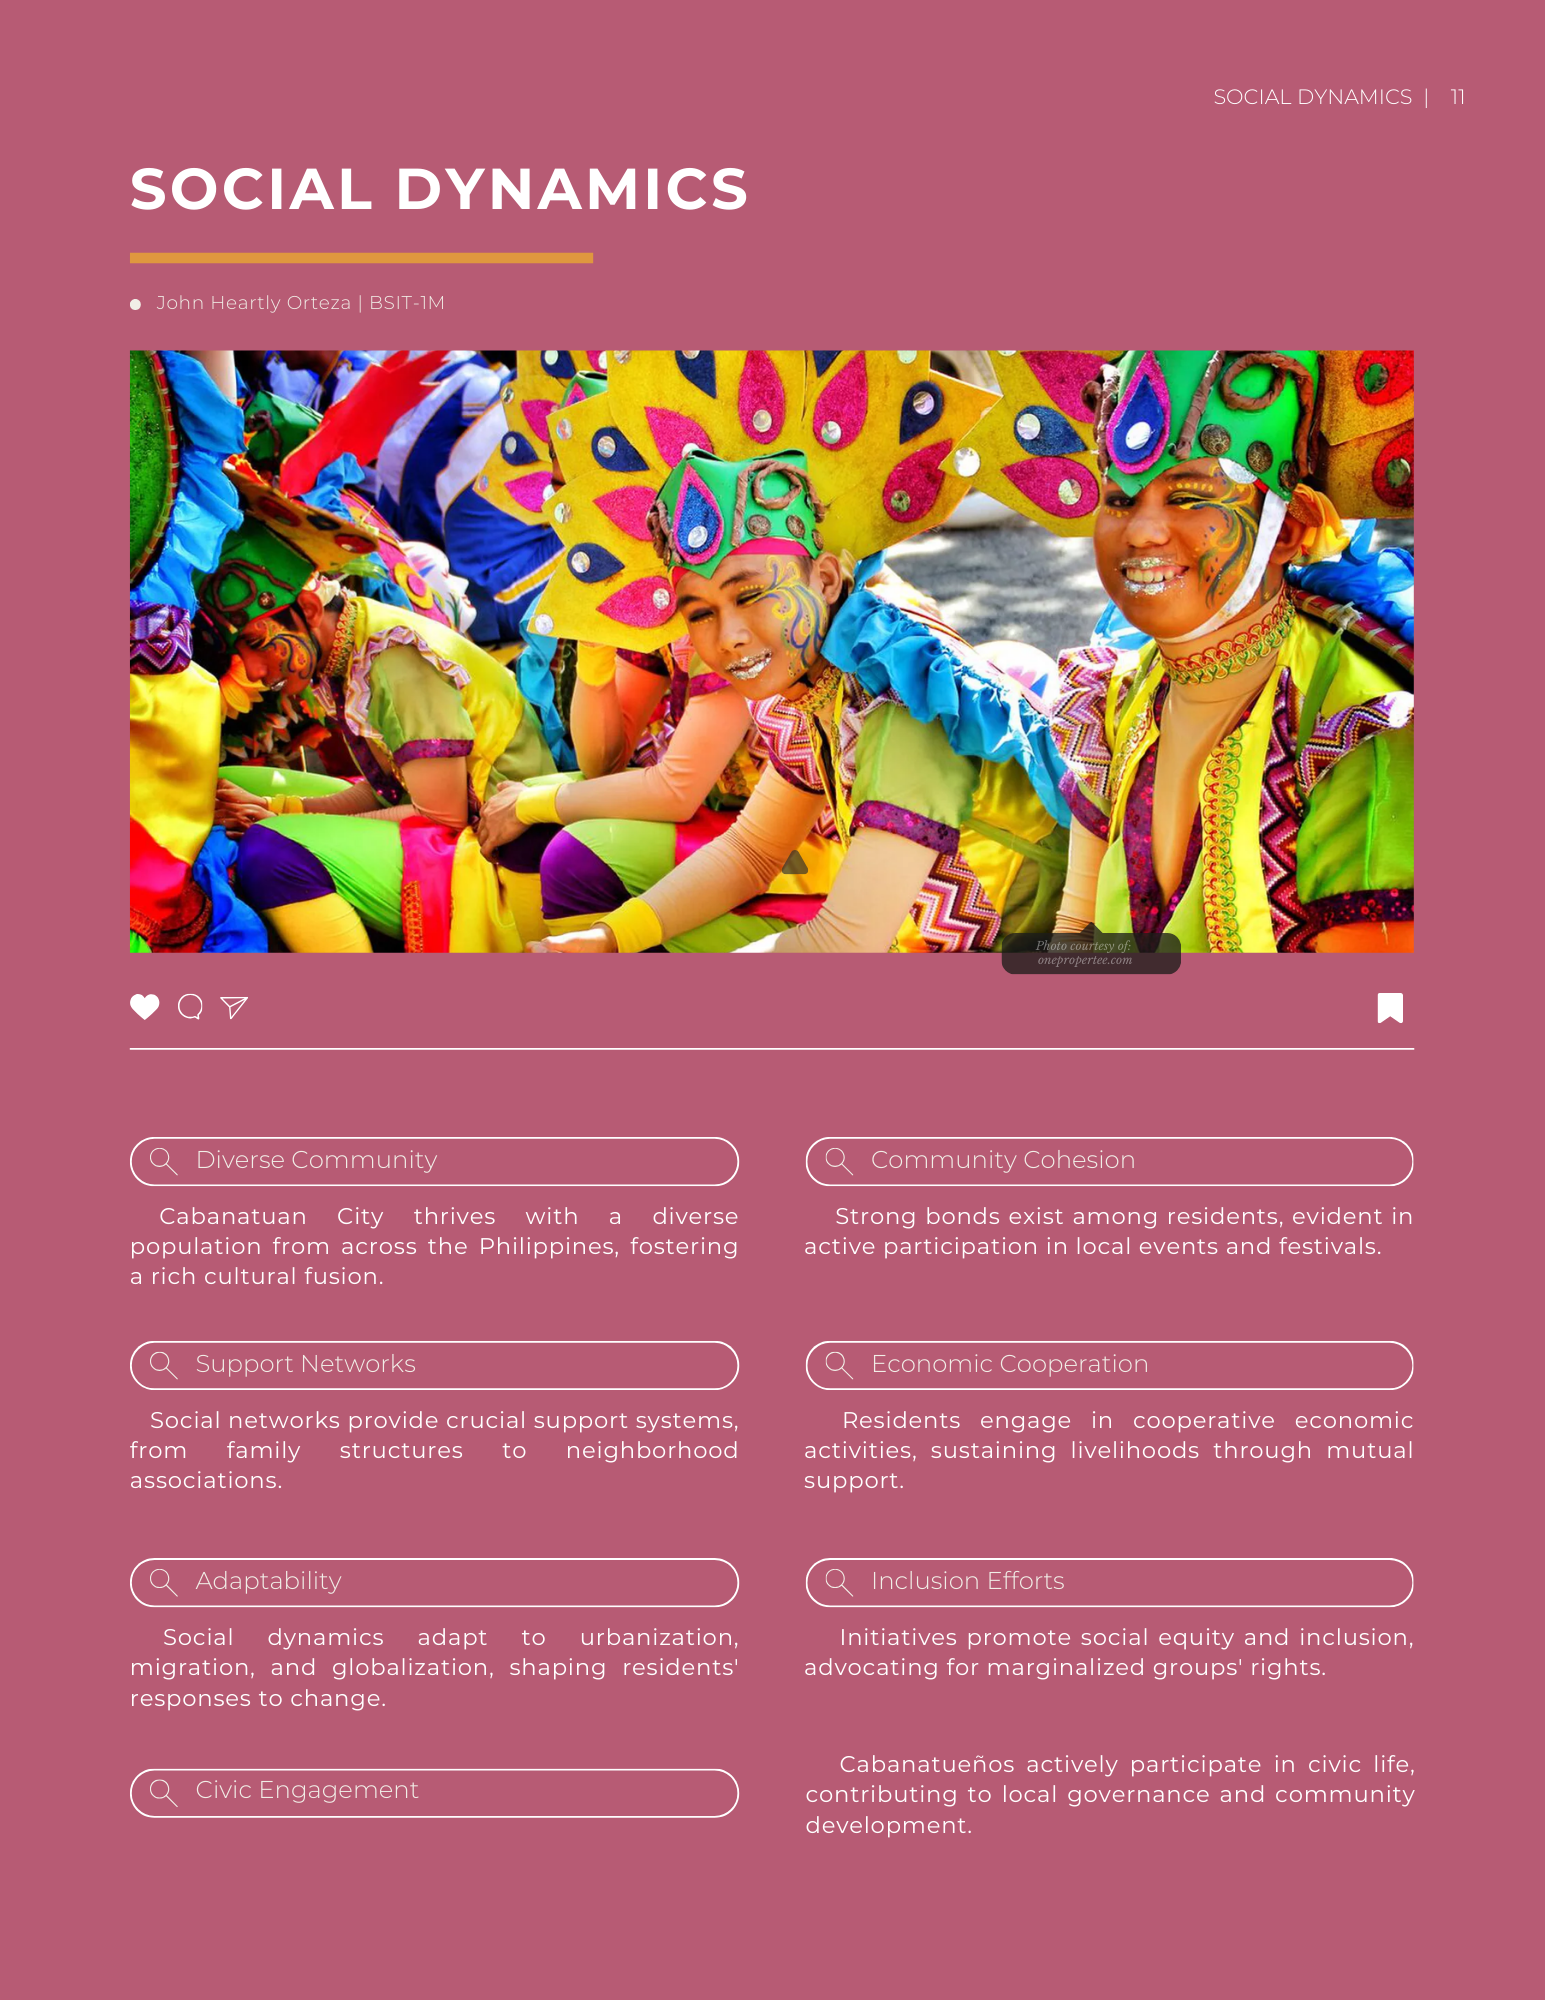 SOCIAL DYNAMICS | 11
SOCIAL DYNAMICS
John Heartly Orteza | BSIT-1M
Photo courtesy of:
onepropertee.com
Diverse Community
Cabanatuan City thrives with a diverse
population from across the Philippines, fostering
a rich cultural fusion.
Community Cohesion
Strong bonds exist among residents, evident in
active participation in local events and festivals.
Support Networks
Social networks provide crucial support systems,
from family structures to neighborhood
associations.
Economic Cooperation
Residents engage in cooperative economic
activities, sustaining livelihoods through mutual
support.
Adaptability
Social dynamics adapt to urbanization,
migration, and globalization, shaping residents'
responses to change.
Inclusion Efforts
Initiatives promote social equity and inclusion,
advocating for marginalized groups' rights.
Civic Engagement
Cabanatueños actively participate in civic life,
contributing to local governance and community
development.